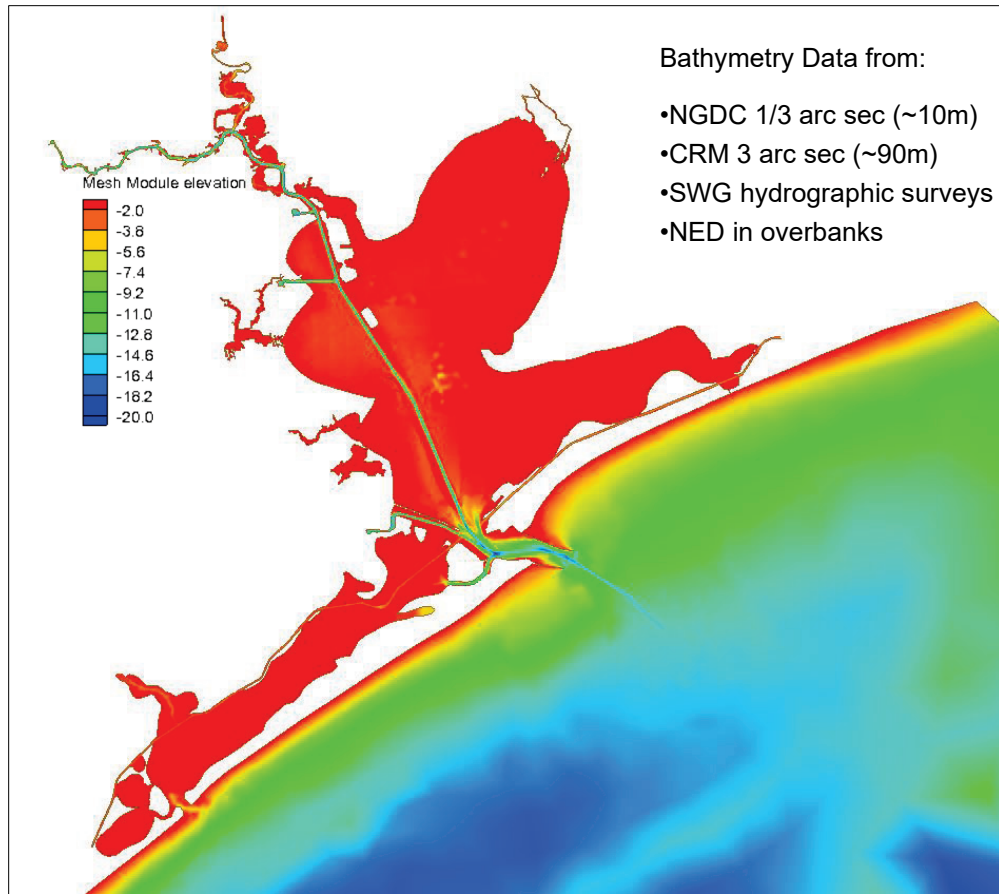 Bathymetry Data from:
•NGDC 1/3 arc sec (~10m)
•CRM 3 arc sec (~90m)
•SWG hydrographic surveys
•NED in overbanks
Mesh Module elevation
-2.0
-3.8
-5.6
-7.4
-9.2
-11.0
-12.8
-14.6
-16.4
-18.2
-20.0